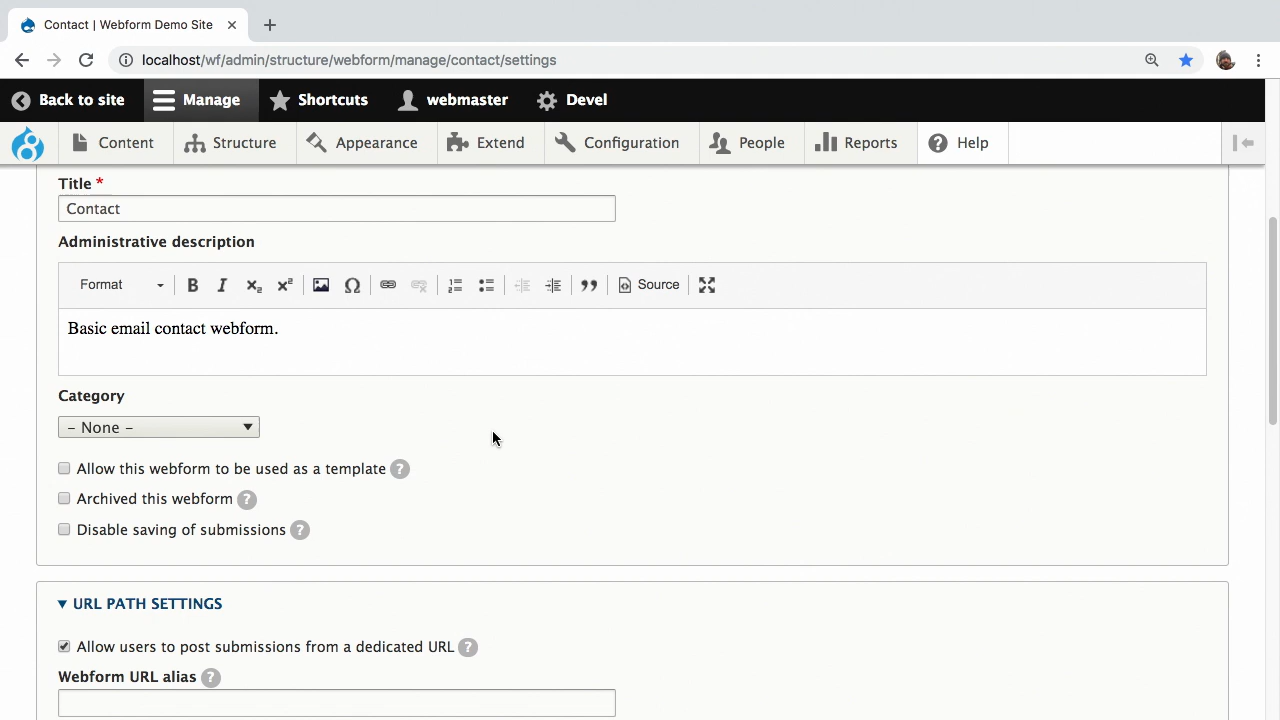 Contact | Webform Demo Site
localhost/wf/admin/structure/webform/manage/contact/settings
Back to site Manage Shortcuts webmaster Devel
Content Structure Appearance Extend Configuration People Reports Help
Title *
Contact
Administrative description
Format B I x₂ x² Ω Source
Basic email contact webform.
Category
– None –
Allow this webform to be used as a template ?
Archived this webform ?
Disable saving of submissions ?
URL PATH SETTINGS
Allow users to post submissions from a dedicated URL ?
Webform URL alias ?